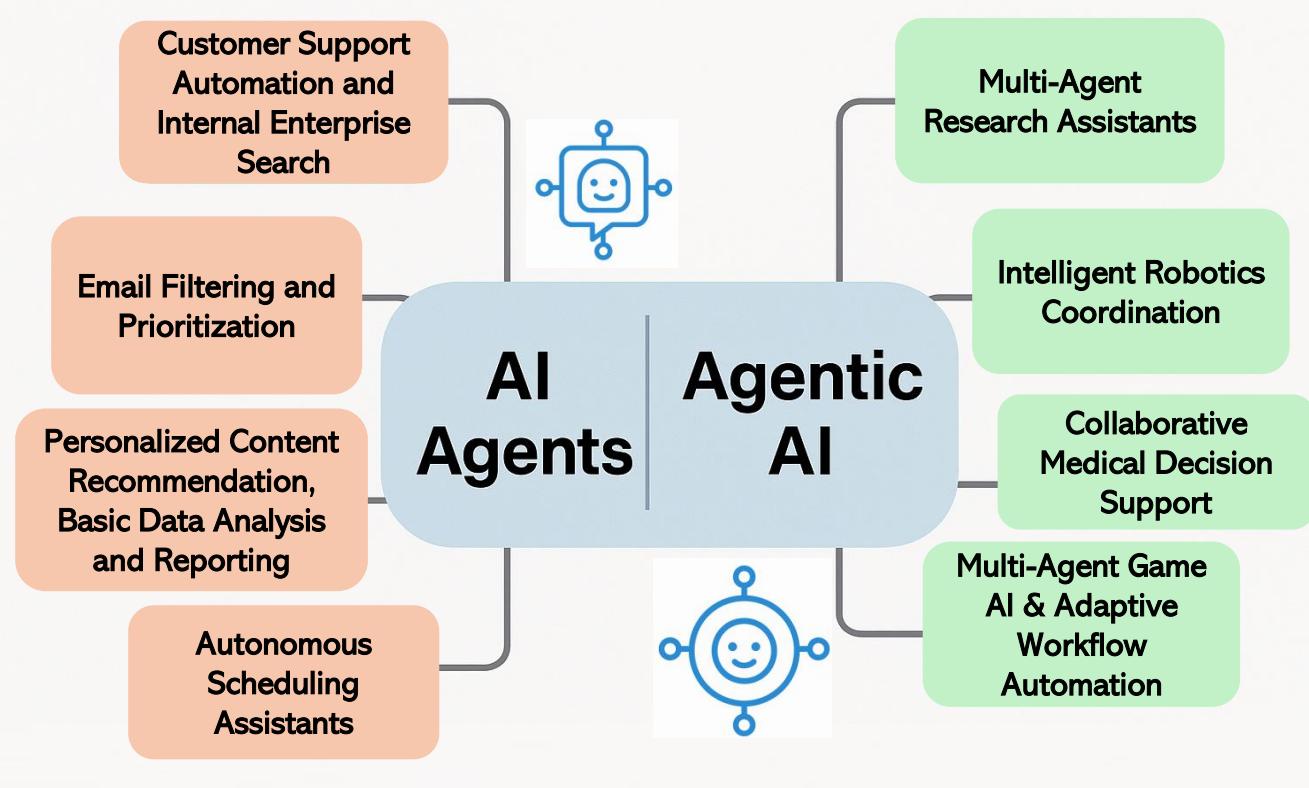 Customer Support
Automation and
Internal Enterprise
Search
Email Filtering and
Prioritization
Personalized Content
Recommendation,
Basic Data Analysis
and Reporting
Autonomous
Scheduling
Assistants
AI
Agents
Agentic
AI
Multi-Agent
Research Assistants
Intelligent Robotics
Coordination
Collaborative
Medical Decision
Support
Multi-Agent Game
AI & Adaptive
Workflow
Automation